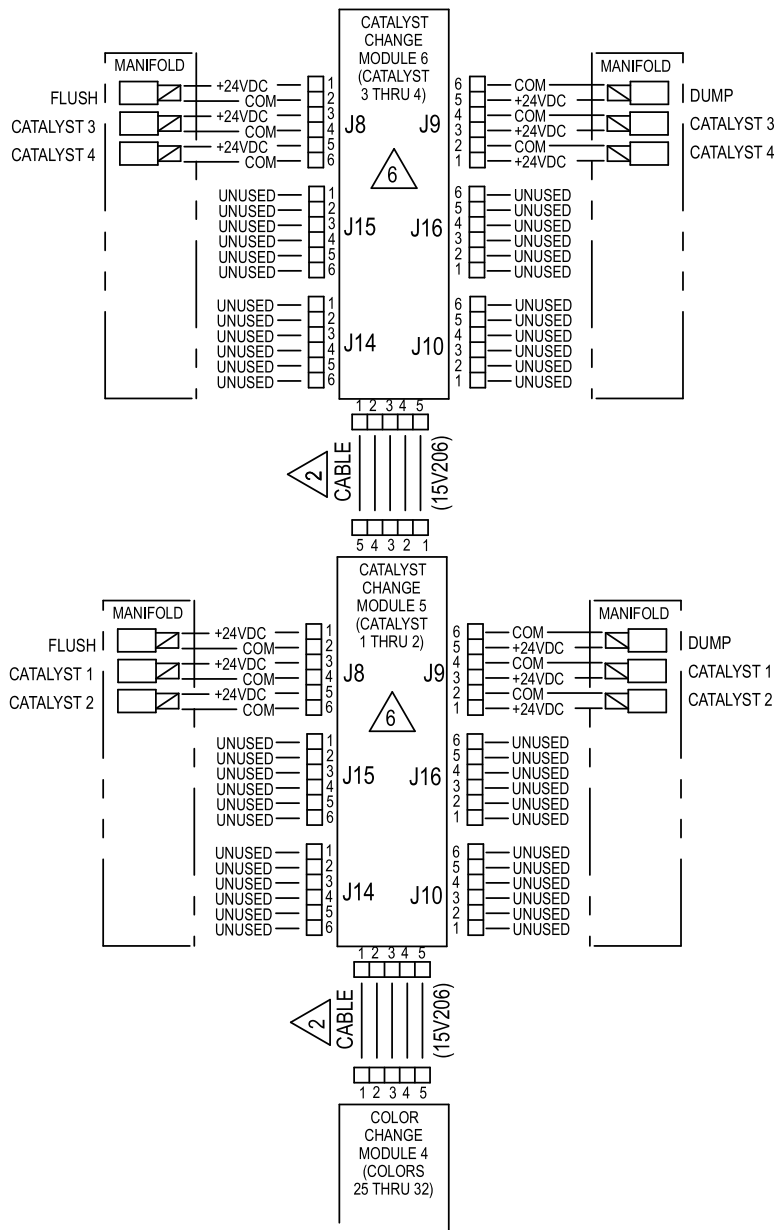 CATALYST
CHANGE
MODULE 6
(CATALYST
3 THRU 4)
MANIFOLD
FLUSH
CATALYST 3
CATALYST 4
+24VDC 1
COM 2
+24VDC 3
COM 4
+24VDC 5
COM 6
J8
J9
6
6 COM
5 +24VDC
4 COM
3 +24VDC
2 COM
1 +24VDC
MANIFOLD
DUMP
CATALYST 3
CATALYST 4
UNUSED 1
UNUSED 2
UNUSED 3
UNUSED 4
UNUSED 5
UNUSED 6
J15
J16
6 UNUSED
5 UNUSED
4 UNUSED
3 UNUSED
2 UNUSED
1 UNUSED
UNUSED 1
UNUSED 2
UNUSED 3
UNUSED 4
UNUSED 5
UNUSED 6
J14
J10
6 UNUSED
5 UNUSED
4 UNUSED
3 UNUSED
2 UNUSED
1 UNUSED
1 2 3 4 5
2
CABLE
(15V206)
5 4 3 2 1
CATALYST
CHANGE
MODULE 5
(CATALYST
1 THRU 2)
MANIFOLD
FLUSH
CATALYST 1
CATALYST 2
+24VDC 1
COM 2
+24VDC 3
COM 4
+24VDC 5
COM 6
J8
J9
6
6 COM
5 +24VDC
4 COM
3 +24VDC
2 COM
1 +24VDC
MANIFOLD
DUMP
CATALYST 1
CATALYST 2
UNUSED 1
UNUSED 2
UNUSED 3
UNUSED 4
UNUSED 5
UNUSED 6
J15
J16
6 UNUSED
5 UNUSED
4 UNUSED
3 UNUSED
2 UNUSED
1 UNUSED
UNUSED 1
UNUSED 2
UNUSED 3
UNUSED 4
UNUSED 5
UNUSED 6
J14
J10
6 UNUSED
5 UNUSED
4 UNUSED
3 UNUSED
2 UNUSED
1 UNUSED
1 2 3 4 5
2
CABLE
(15V206)
1 2 3 4 5
COLOR
CHANGE
MODULE 4
(COLORS
25 THRU 32)